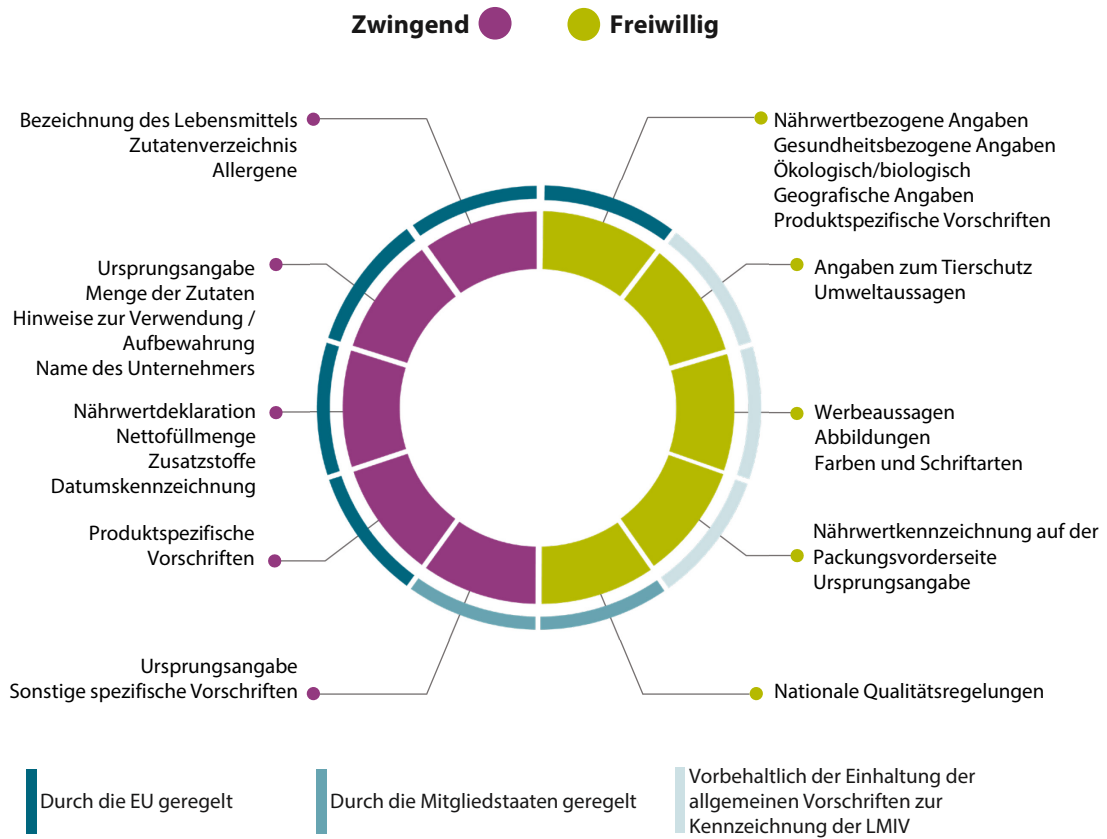 Zwingend
Freiwillig
Bezeichnung des Lebensmittels
Zutatenverzeichnis
Allergene
Ursprungsangabe
Menge der Zutaten
Hinweise zur Verwendung /
Aufbewahrung
Name des Unternehmers
Nährwertdeklaration
Nettofüllmenge
Zusatzstoffe
Datumskennzeichnung
Produktspezifische
Vorschriften
Ursprungsangabe
Sonstige spezifische Vorschriften
Nährwertbezogene Angaben
Gesundheitsbezogene Angaben
Ökologisch/biologisch
Geografische Angaben
Produktspezifische Vorschriften
Angaben zum Tierschutz
Umweltaussagen
Werbeaussagen
Abbildungen
Farben und Schriftarten
Nährwertkennzeichnung auf der
Packungsvorderseite
Ursprungsangabe
Nationale Qualitätsregelungen
Durch die EU geregelt
Durch die Mitgliedstaaten geregelt
Vorbehaltlich der Einhaltung der
allgemeinen Vorschriften zur
Kennzeichnung der LMIV